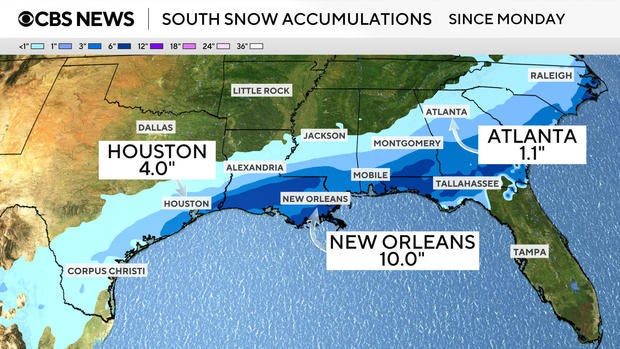 CBS NEWS SOUTH SNOW ACCUMULATIONS SINCE MONDAY
<1" 1" 3" 6" 12" 18" 24" 36"
RALEIGH
LITTLE ROCK
ATLANTA
DALLAS
JACKSON
ATLANTA
1.1"
MONTGOMERY
HOUSTON
4.0"
ALEXANDRIA
MOBILE
TALLAHASSEE
NEW ORLEANS
HOUSTON
NEW ORLEANS
10.0"
TAMPA
CORPUS CHRISTI